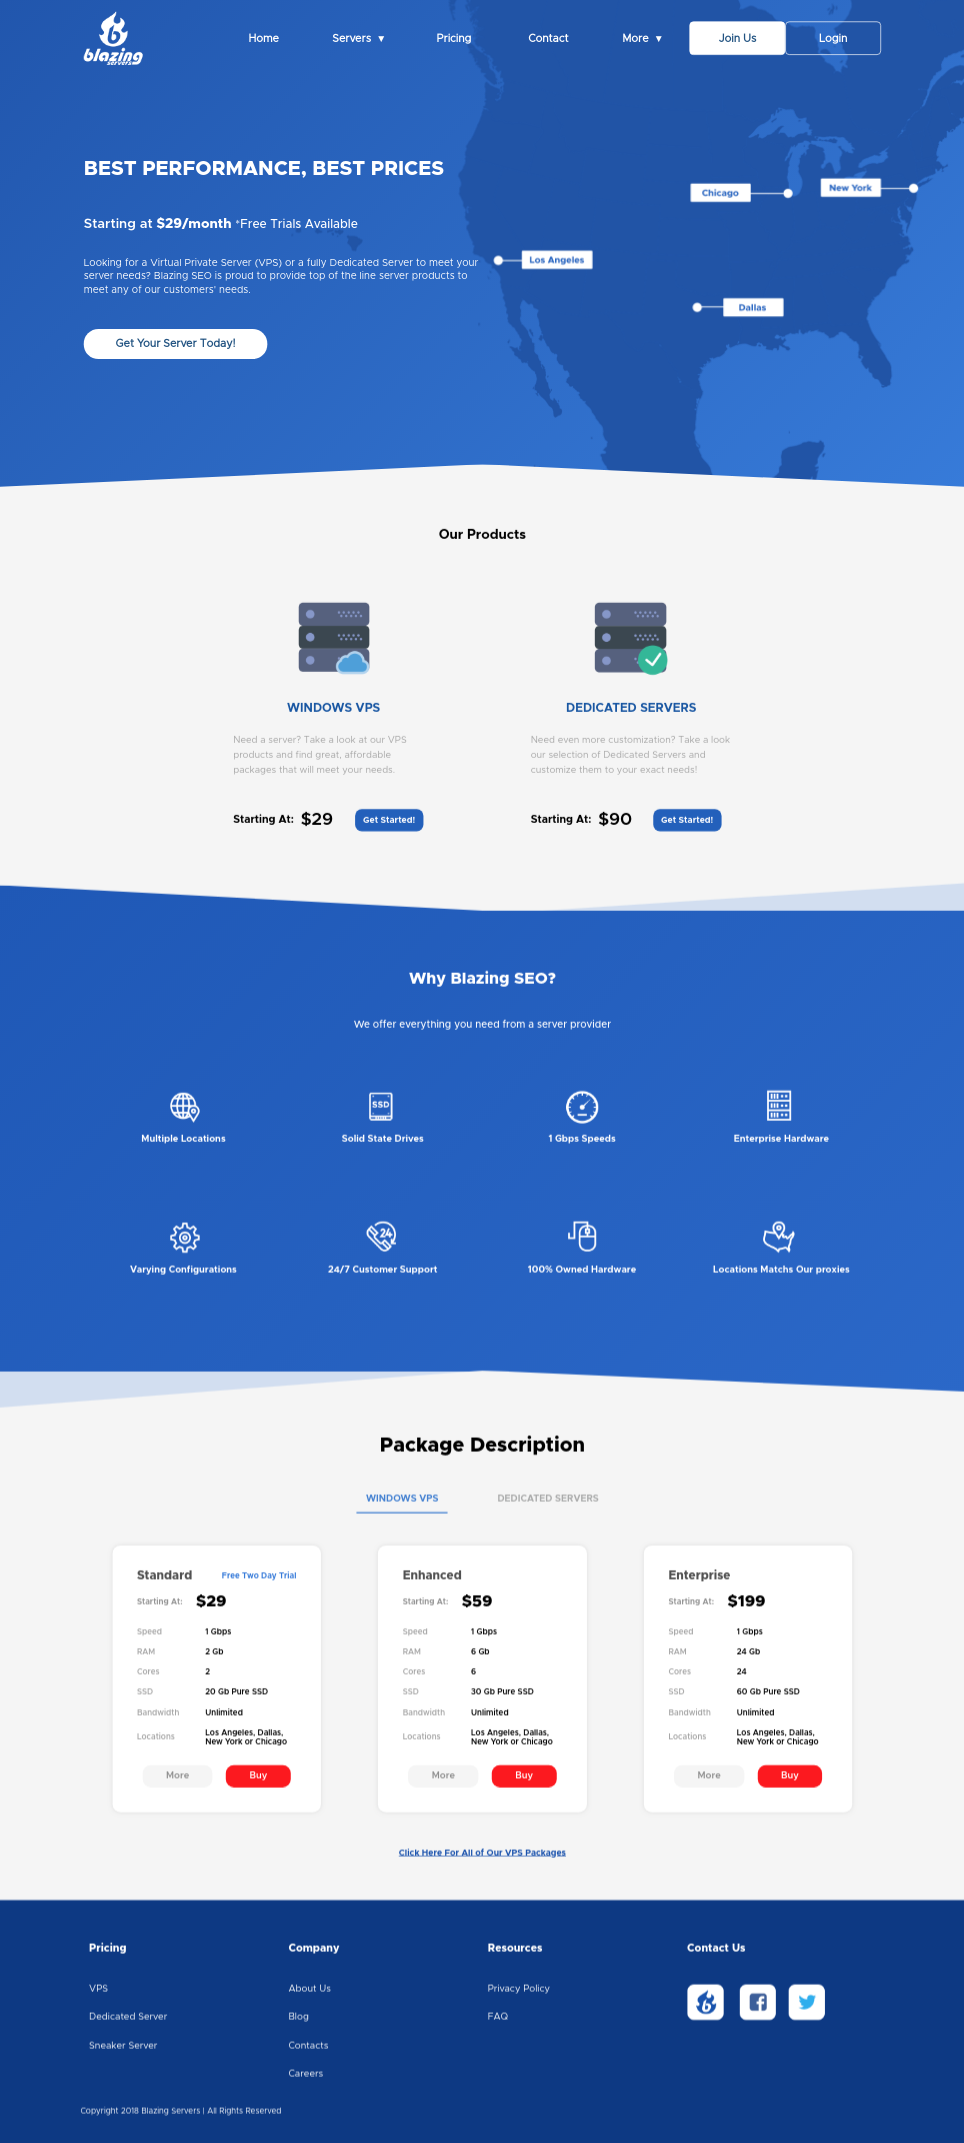 blazing
servers
Home Servers ▼ Pricing Contact More ▼ Join Us Login
BEST PERFORMANCE, BEST PRICES
Starting at $29/month *Free Trials Available
Looking for a Virtual Private Server (VPS) or a fully Dedicated Server to meet your
server needs? Blazing SEO is proud to provide top of the line server products to
meet any of our customers' needs.
Get Your Server Today!
Chicago
New York
Los Angeles
Dallas
Our Products
WINDOWS VPS
Need a server? Take a look at our VPS
products and find great, affordable
packages that will meet your needs.
Starting At: $29 Get Started!
DEDICATED SERVERS
Need even more customization? Take a look
our selection of Dedicated Servers and
customize them to your exact needs!
Starting At: $90 Get Started!
Why Blazing SEO?
We offer everything you need from a server provider
SSD
Multiple Locations Solid State Drives 1 Gbps Speeds Enterprise Hardware
24
Varying Configurations 24/7 Customer Support 100% Owned Hardware Locations Matchs Our proxies
Package Description
WINDOWS VPS DEDICATED SERVERS
Standard Free Two Day Trial
Starting At: $29
Speed 1 Gbps
RAM 2 Gb
Cores 2
SSD 20 Gb Pure SSD
Bandwidth Unlimited
Locations Los Angeles, Dallas,
New York or Chicago
More Buy
Enhanced
Starting At: $59
Speed 1 Gbps
RAM 6 Gb
Cores 6
SSD 30 Gb Pure SSD
Bandwidth Unlimited
Locations Los Angeles, Dallas,
New York or Chicago
More Buy
Enterprise
Starting At: $199
Speed 1 Gbps
RAM 24 Gb
Cores 24
SSD 60 Gb Pure SSD
Bandwidth Unlimited
Locations Los Angeles, Dallas,
New York or Chicago
More Buy
Click Here For All of Our VPS Packages
Pricing
VPS
Dedicated Server
Sneaker Server
Company
About Us
Blog
Contacts
Careers
Resources
Privacy Policy
FAQ
Contact Us
Copyright 2018 Blazing Servers | All Rights Reserved